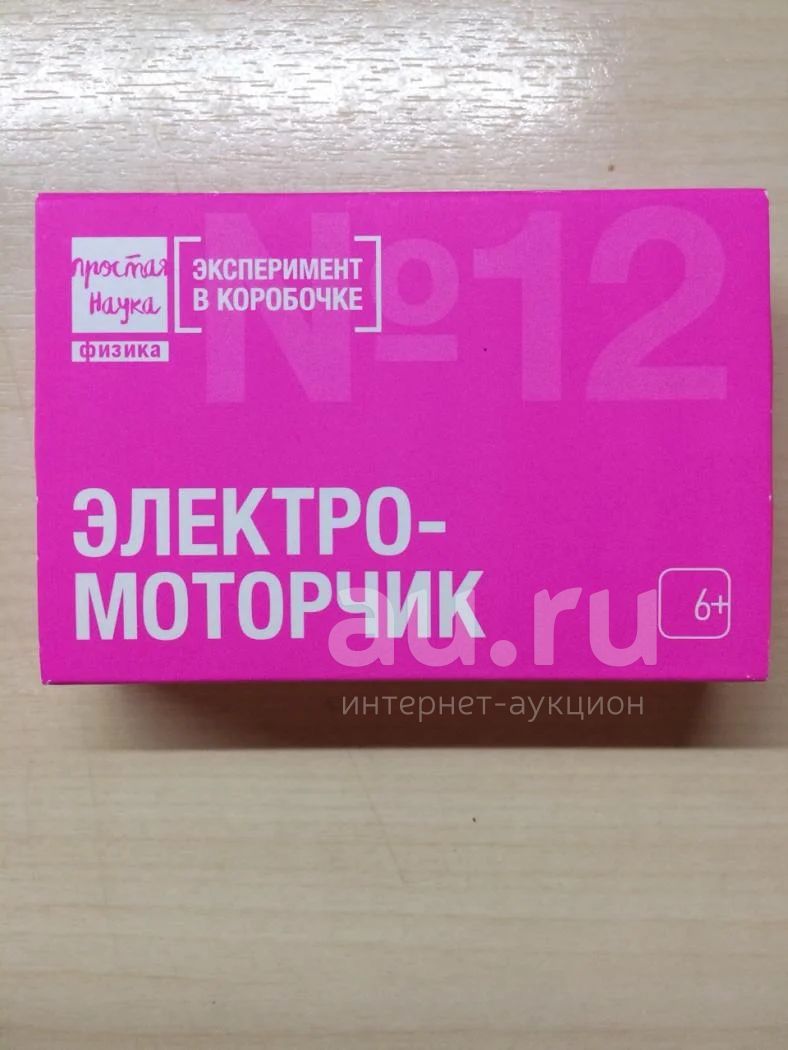 №12
простая
наука
физика
ЭКСПЕРИМЕНТ
В КОРОБОЧКЕ
ЭЛЕКТРО-
МОТОРЧИК
6+
au.ru
интернет-аукцион